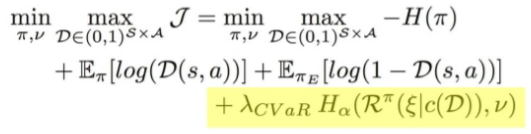 min π,ν max D∈(0,1)^{S×A} J = min π,ν max D∈(0,1)^{S×A} −H(π)
+ E_π[log(D(s,a))] + E_{π_E}[log(1 − D(s,a))]
+ λ_{CVaR} H_α(R^π(ξ|c(D)), ν)